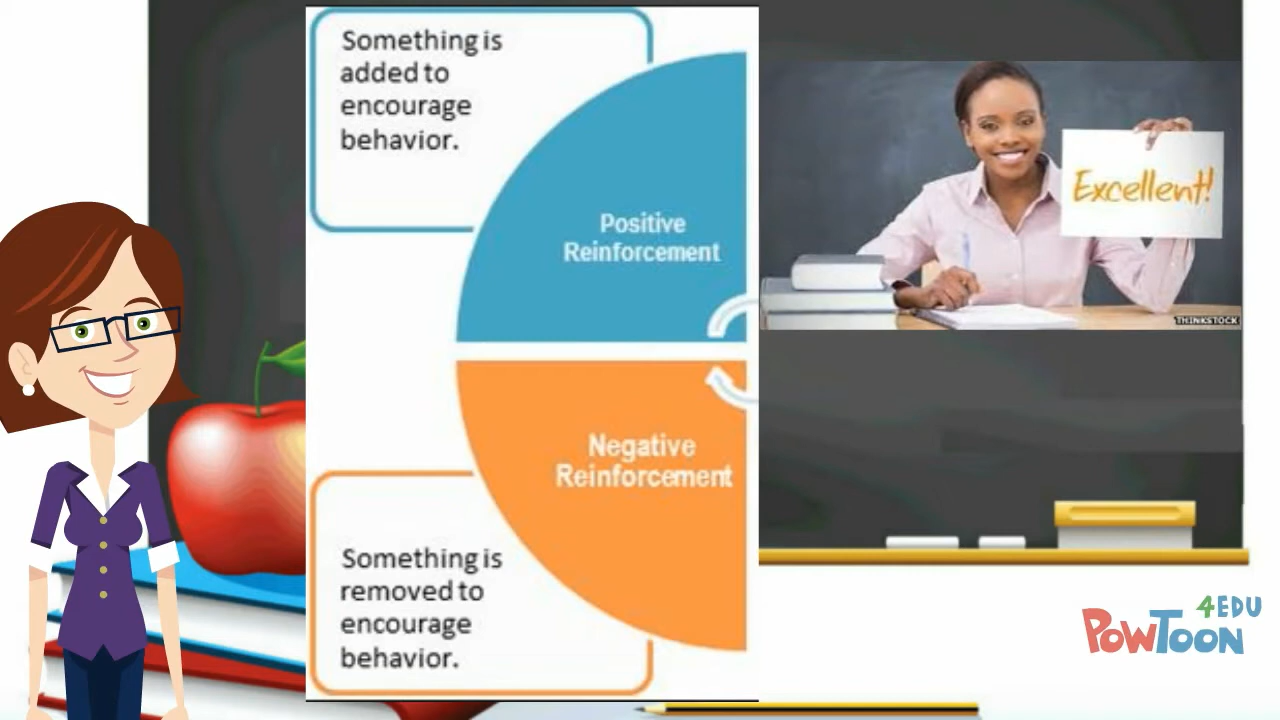 Something is
added to
encourage
behavior.
Positive
Reinforcement
Negative
Reinforcement
Something is
removed to
encourage
behavior.
Excellent!
THINKSTOCK
4EDU
POWTOON